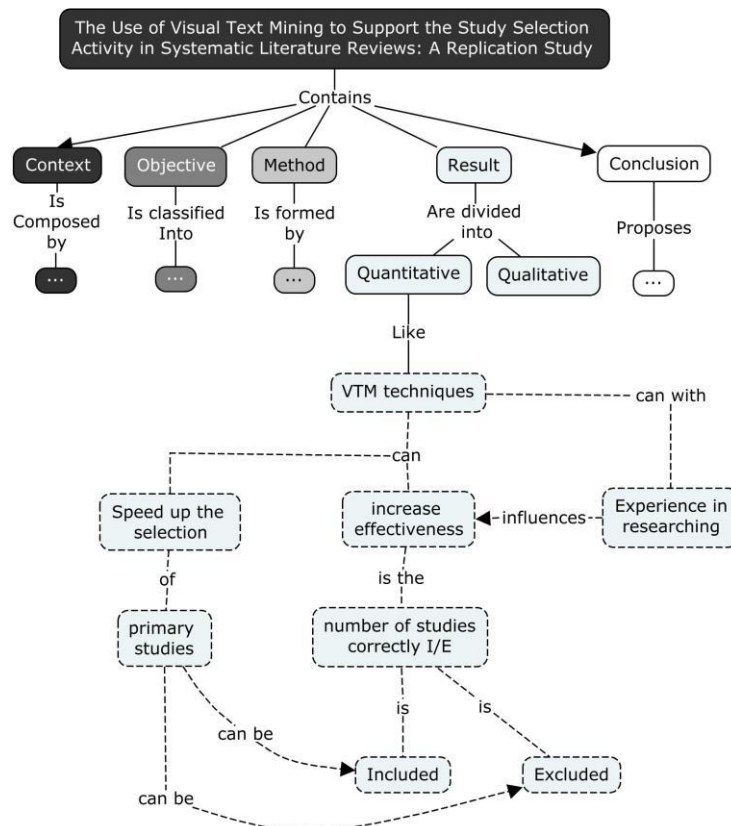 The Use of Visual Text Mining to Support the Study Selection
Activity in Systematic Literature Reviews: A Replication Study
Contains
Context
Objective
Method
Result
Conclusion
Is
Composed
by
Is classified
Into
Is formed
by
Are divided
into
Proposes
...
...
...
Quantitative
Qualitative
...
Like
VTM techniques
can with
can
Speed up the
selection
increase
effectiveness
influences
Experience in
researching
of
is the
primary
studies
number of studies
correctly I/E
is
is
can be
Included
Excluded
can be